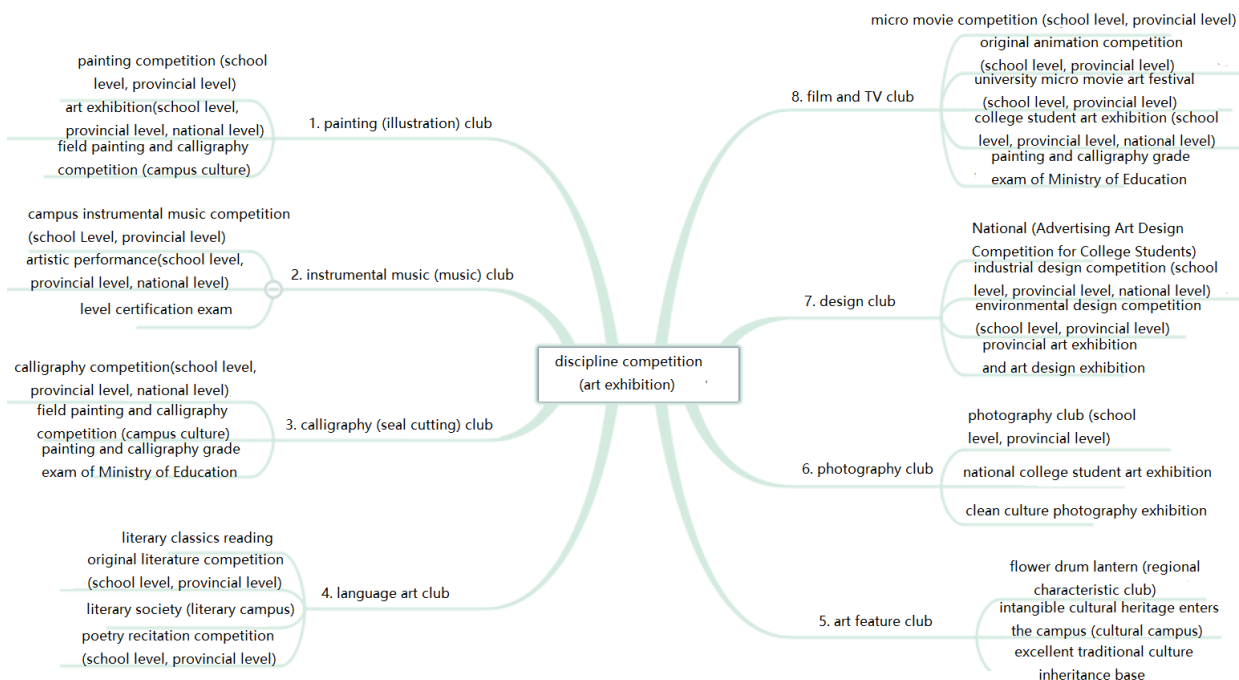 discipline competition
(art exhibition)
1. painting (illustration) club
painting competition (school
level, provincial level)
art exhibition(school level,
provincial level, national level)
field painting and calligraphy
competition (campus culture)
2. instrumental music (music) club
campus instrumental music competition
(school Level, provincial level)
artistic performance(school level,
provincial level, national level)
level certification exam
3. calligraphy (seal cutting) club
calligraphy competition(school level,
provincial level, national level)
field painting and calligraphy
competition (campus culture)
painting and calligraphy grade
exam of Ministry of Education
4. language art club
literary classics reading
original literature competition
(school level, provincial level)
literary society (literary campus)
poetry recitation competition
(school level, provincial level)
8. film and TV club
micro movie competition (school level, provincial level)
original animation competition
(school level, provincial level)
university micro movie art festival
(school level, provincial level)
college student art exhibition (school
level, provincial level, national level)
painting and calligraphy grade
exam of Ministry of Education
7. design club
National (Advertising Art Design
Competition for College Students)
industrial design competition (school
level, provincial level, national level)
environmental design competition
(school level, provincial level)
provincial art exhibition
and art design exhibition
6. photography club
photography club (school
level, provincial level)
national college student art exhibition
clean culture photography exhibition
5. art feature club
flower drum lantern (regional
characteristic club)
intangible cultural heritage enters
the campus (cultural campus)
excellent traditional culture
inheritance base